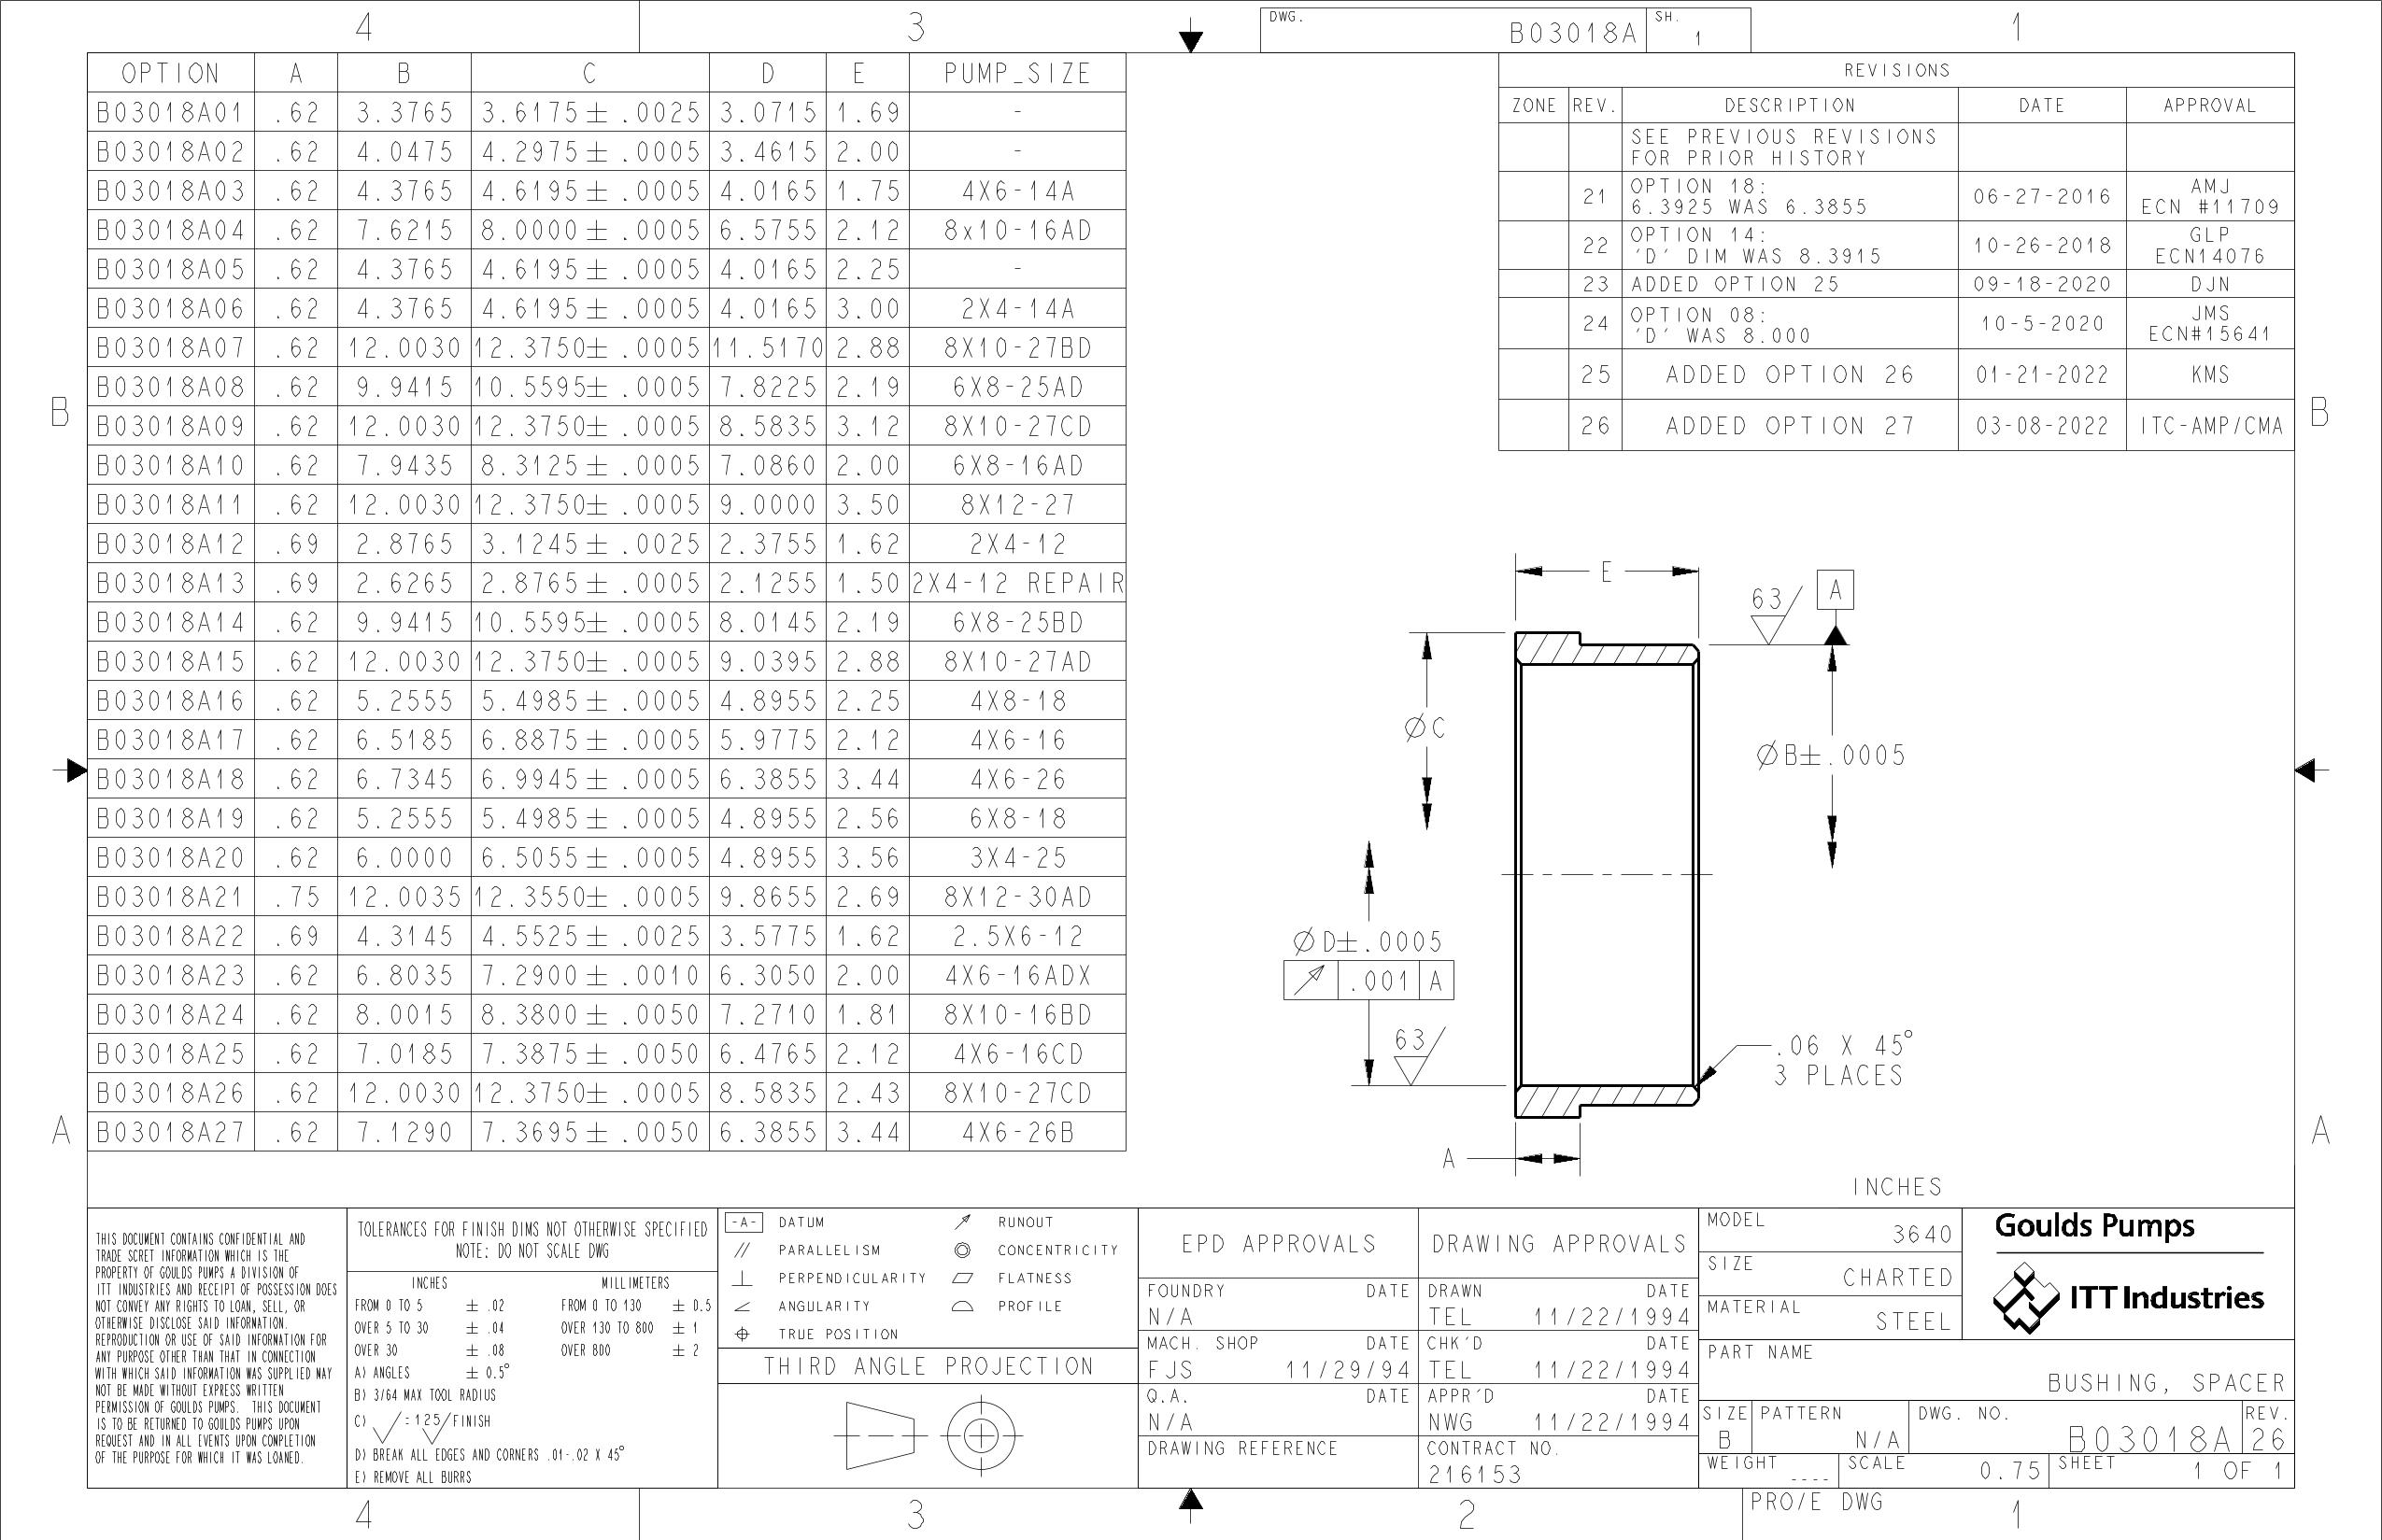 4
3
DWG.
B03018A
SH.
1
1
OPTION A B C D E PUMP_SIZE
B03018A01 .62 3.3765 3.6175± .0025 3.0715 1.69 -
B03018A02 .62 4.0475 4.2975± .0005 3.4615 2.00 -
B03018A03 .62 4.3765 4.6195± .0005 4.0165 1.75 4X6-14A
B03018A04 .62 7.6215 8.0000± .0005 6.5755 2.12 8x10-16AD
B03018A05 .62 4.3765 4.6195± .0005 4.0165 2.25 -
B03018A06 .62 4.3765 4.6195± .0005 4.0165 3.00 2X4-14A
B03018A07 .62 12.0030 12.3750± .0005 11.5170 2.88 8X10-27BD
B03018A08 .62 9.9415 10.5595± .0005 7.8225 2.19 6X8-25AD
B03018A09 .62 12.0030 12.3750± .0005 8.5835 3.12 8X10-27CD
B03018A10 .62 7.9435 8.3125± .0005 7.0860 2.00 6X8-16AD
B03018A11 .62 12.0030 12.3750± .0005 9.0000 3.50 8X12-27
B03018A12 .69 2.8765 3.1245± .0025 2.3755 1.62 2X4-12
B03018A13 .69 2.6265 2.8765± .0005 2.1255 1.50 2X4-12 REPAIR
B03018A14 .62 9.9415 10.5595± .0005 8.0145 2.19 6X8-25BD
B03018A15 .62 12.0030 12.3750± .0005 9.0395 2.88 8X10-27AD
B03018A16 .62 5.2555 5.4985± .0005 4.8955 2.25 4X8-18
B03018A17 .62 6.5185 6.8875± .0005 5.9775 2.12 4X6-16
B03018A18 .62 6.7345 6.9945± .0005 6.3855 3.44 4X6-26
B03018A19 .62 5.2555 5.4985± .0005 4.8955 2.56 6X8-18
B03018A20 .62 6.0000 6.5055± .0005 4.8955 3.56 3X4-25
B03018A21 .75 12.0035 12.3550± .0005 9.8655 2.69 8X12-30AD
B03018A22 .69 4.3145 4.5525± .0025 3.5775 1.62 2.5X6-12
B03018A23 .62 6.8035 7.2900± .0010 6.3050 2.00 4X6-16ADX
B03018A24 .62 8.0015 8.3800± .0050 7.2710 1.81 8X10-16BD
B03018A25 .62 7.0185 7.3875± .0050 6.4765 2.12 4X6-16CD
B03018A26 .62 12.0030 12.3750± .0005 8.5835 2.43 8X10-27CD
B03018A27 .62 7.1290 7.3695± .0050 6.3855 3.44 4X6-26B
REVISIONS
ZONE REV. DESCRIPTION DATE APPROVAL
SEE PREVIOUS REVISIONS
FOR PRIOR HISTORY
21 OPTION 18: 06-27-2016 AMJ
6.3925 WAS 6.3855 ECN #11709
22 OPTION 14: 10-26-2018 GLP
'D' DIM WAS 8.3915 ECN14076
23 ADDED OPTION 25 09-18-2020 DJN
24 OPTION 08: 10-5-2020 JMS
'D' WAS 8.000 ECN#15641
25 ADDED OPTION 26 01-21-2022 KMS
26 ADDED OPTION 27 03-08-2022 ITC-AMP/CMA
B
B
A
A
E
63
A
ØC
ØB±.0005
ØD±.0005
.001 A
63
.06 X 45°
3 PLACES
A
INCHES
THIS DOCUMENT CONTAINS CONFIDENTIAL AND
TRADE SCRET INFORMATION WHICH IS THE
PROPERTY OF GOULDS PUMPS A DIVISION OF
ITT INDUSTRIES AND RECEIPT OF POSSESSION DOES
NOT CONVEY ANY RIGHTS TO LOAN, SELL, OR
OTHERWISE DISCLOSE SAID INFORMATION.
REPRODUCTION OR USE OF SAID INFORMATION FOR
ANY PURPOSE OTHER THAN THAT IN CONNECTION
WITH WHICH SAID INFORMATION WAS SUPPLIED MAY
NOT BE MADE WITHOUT EXPRESS WRITTEN
PERMISSION OF GOULDS PUMPS. THIS DOCUMENT
IS TO BE RETURNED TO GOULDS PUMPS UPON
REQUEST AND IN ALL EVENTS UPON COMPLETION
OF THE PURPOSE FOR WHICH IT WAS LOANED.
TOLERANCES FOR FINISH DIMS NOT OTHERWISE SPECIFIED
NOTE: DO NOT SCALE DWG
INCHES MILLIMETERS
FROM 0 TO 5 ± .02 FROM 0 TO 130 ± 0.5
OVER 5 TO 30 ± .04 OVER 130 TO 800 ± 1
OVER 30 ± .08 OVER 800 ± 2
A) ANGLES ± 0.5°
B) 3/64 MAX TOOL RADIUS
C) √ = 125/ FINISH
D) BREAK ALL EDGES AND CORNERS .01-.02 X 45°
E) REMOVE ALL BURRS
-A- DATUM RUNOUT
PARALLELISM CONCENTRICITY
PERPENDICULARITY FLATNESS
ANGULARITY PROFILE
TRUE POSITION
THIRD ANGLE PROJECTION
EPD APPROVALS
FOUNDRY DATE
N/A
MACH. SHOP DATE
FJS 11/29/94
Q.A. DATE
N/A
DRAWING REFERENCE
DRAWING APPROVALS
DRAWN DATE
TEL 11/22/1994
CHK'D DATE
TEL 11/22/1994
APPR'D DATE
NWG 11/22/1994
CONTRACT NO.
216153
MODEL
3640
SIZE
CHARTED
MATERIAL
STEEL
Goulds Pumps
ITT Industries
PART NAME
BUSHING, SPACER
SIZE PATTERN DWG. NO. REV.
B N/A B03018A 26
WEIGHT ---- SCALE 0.75 SHEET 1 OF 1
4
3
2
PRO/E DWG
1